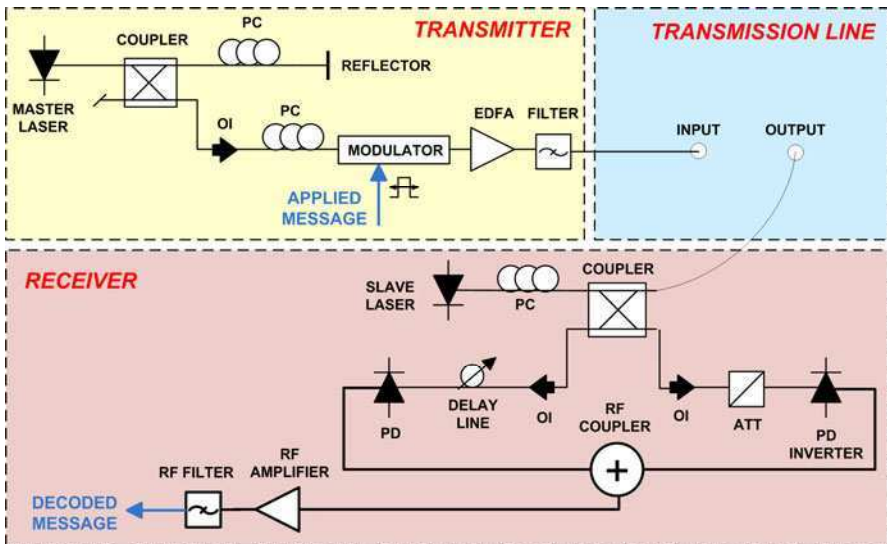 PC
TRANSMITTER
TRANSMISSION LINE
COUPLER
REFLECTOR
MASTER
LASER
OI
PC
EDFA
FILTER
INPUT
OUTPUT
MODULATOR
APPLIED
MESSAGE
RECEIVER
COUPLER
SLAVE
LASER
PC
PD
DELAY
LINE
OI
RF
COUPLER
OI
ATT
PD
INVERTER
+
RF FILTER
RF
AMPLIFIER
DECODED
MESSAGE